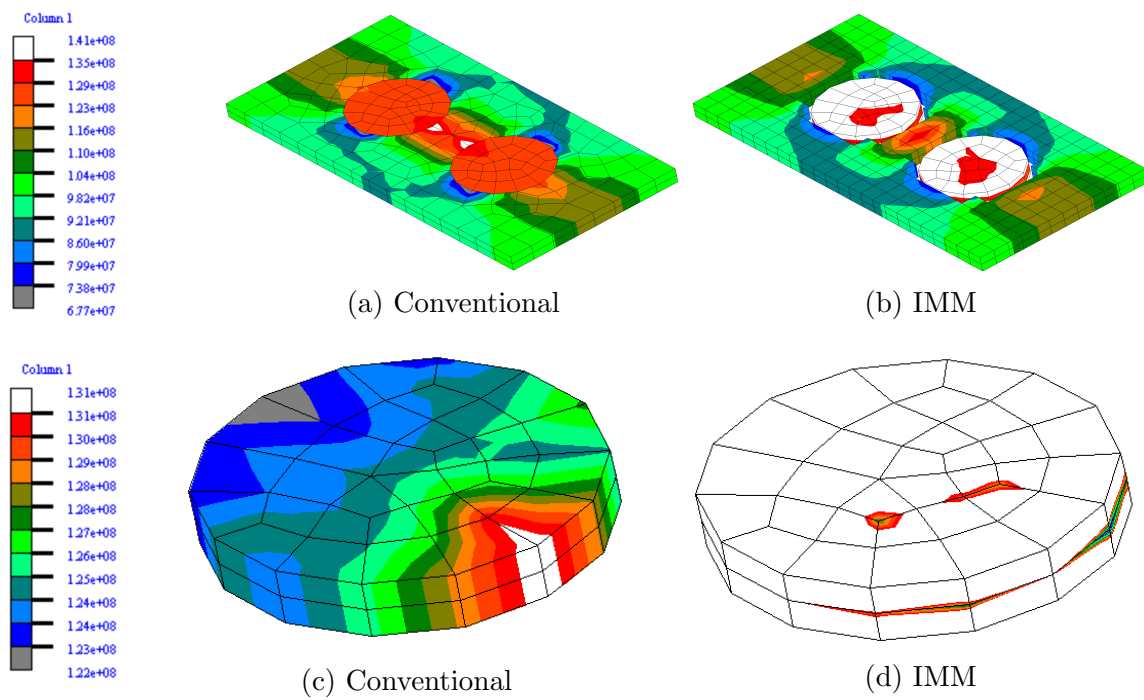 Column 1
1.41e+08
1.35e+08
1.29e+08
1.23e+08
1.16e+08
1.10e+08
1.04e+08
9.82e+07
9.21e+07
8.60e+07
7.99e+07
7.38e+07
6.77e+07
(a) Conventional
(b) IMM
Column 1
1.31e+08
1.31e+08
1.30e+08
1.29e+08
1.28e+08
1.28e+08
1.27e+08
1.26e+08
1.25e+08
1.24e+08
1.24e+08
1.23e+08
1.22e+08
(c) Conventional
(d) IMM